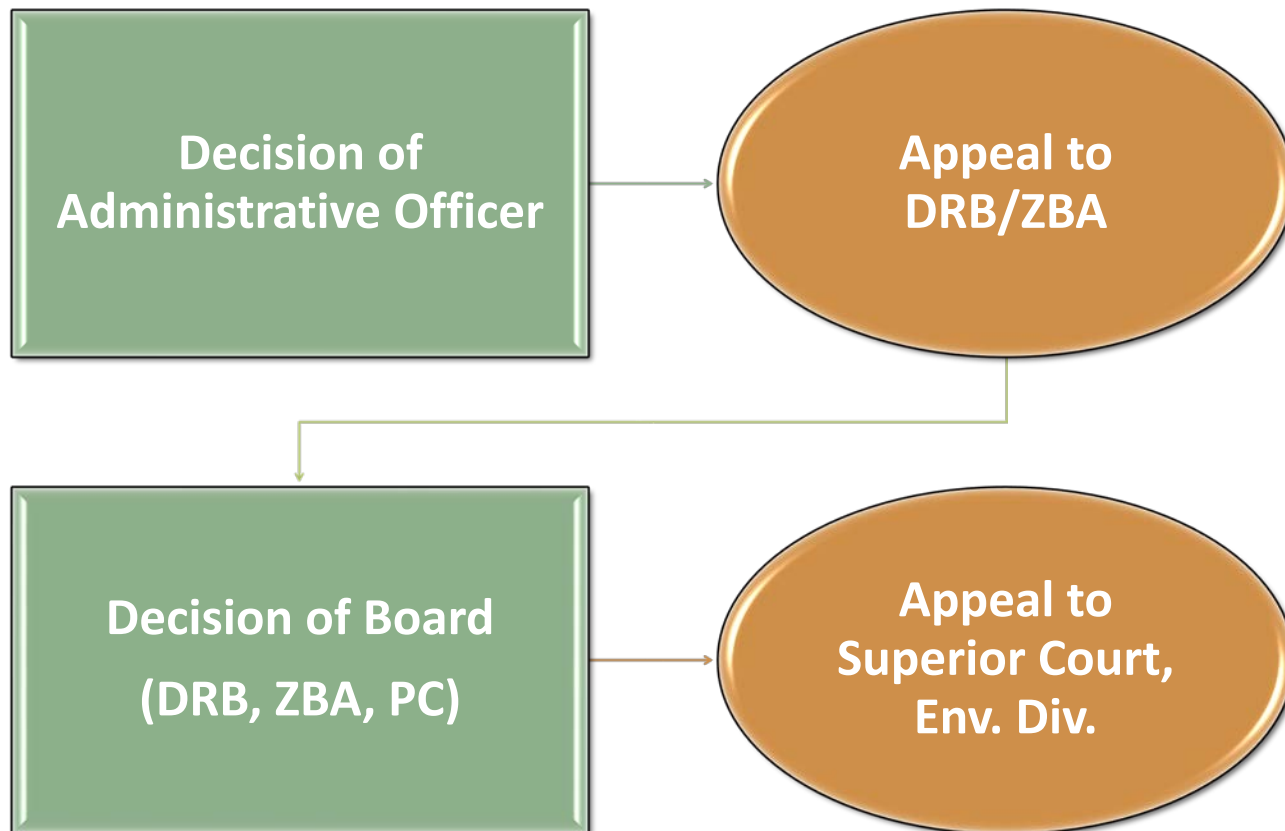 Decision of
Administrative Officer
Appeal to
DRB/ZBA
Decision of Board
(DRB, ZBA, PC)
Appeal to
Superior Court,
Env. Div.